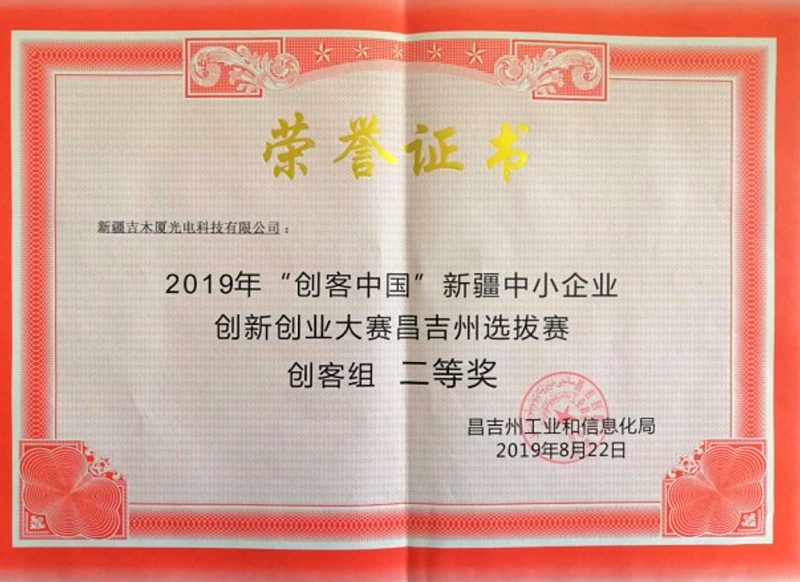 荣誉证书
新疆吉木厦光电科技有限公司：
2019年“创客中国”新疆中小企业
创新创业大赛昌吉州选拔赛
创客组 二等奖
昌吉州工业和信息化局
2019年8月22日